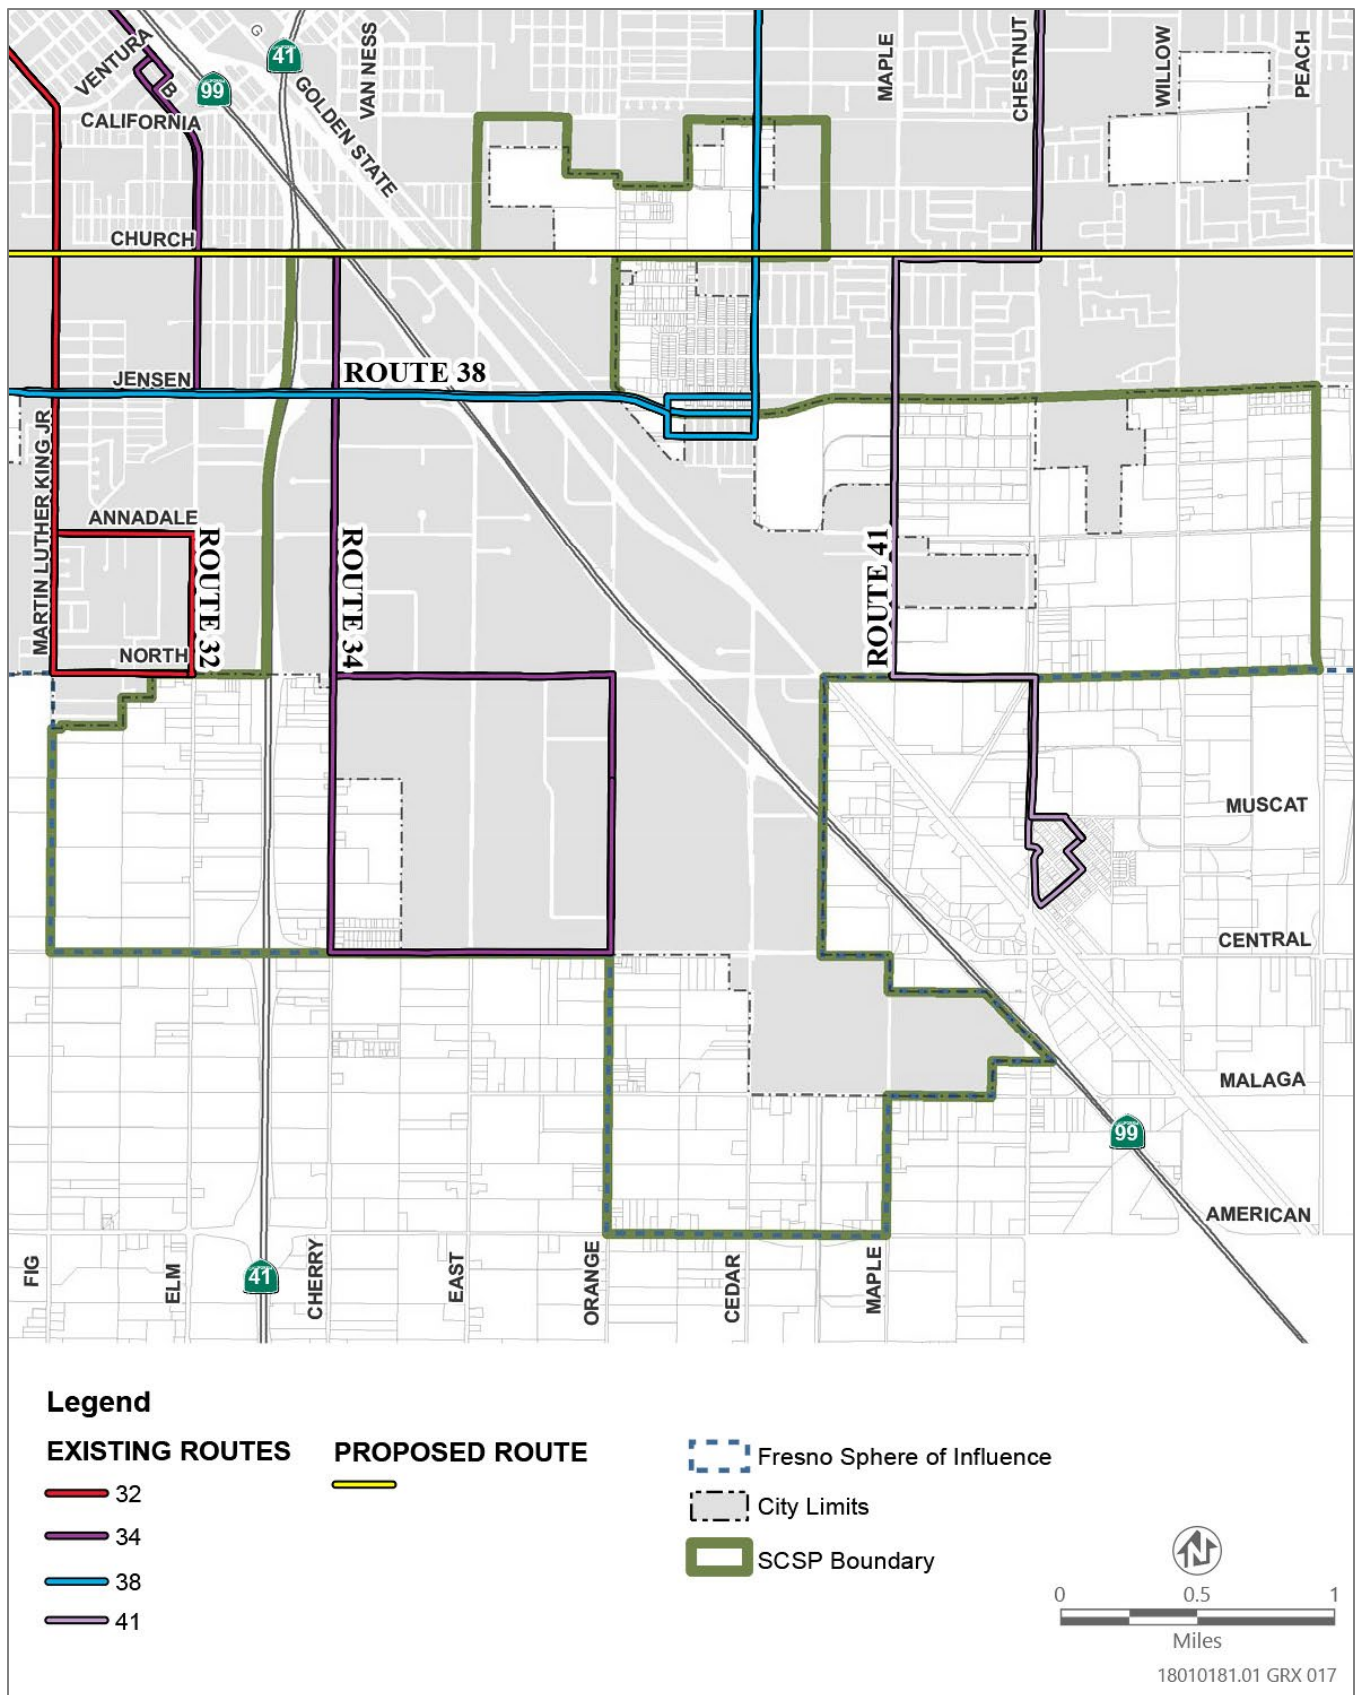 VENTURA
G
41
VAN NESS
MAPLE
CHESTNUT
WILLOW
PEACH
CALIFORNIA
99
B
GOLDEN STATE
CALIFORNIA
CHURCH
JENSEN
ROUTE 38
MARTIN LUTHER KING JR
ANNADALE
ROUTE 32
ROUTE 34
ROUTE 41
NORTH
MUSCAT
CENTRAL
MALAGA
99
AMERICAN
FIG
ELM
41
CHERRY
EAST
ORANGE
CEDAR
MAPLE
Legend
EXISTING ROUTES
32
34
38
41
PROPOSED ROUTE
Fresno Sphere of Influence
City Limits
SCSP Boundary
N
0 0.5 1
Miles
18010181.01 GRX 017